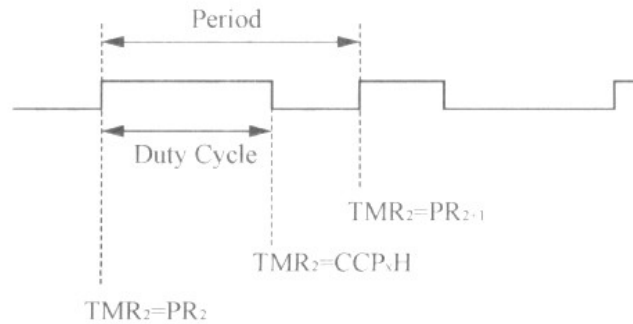 Period
Duty Cycle
TMR₂=PR₂₊₁
TMR₂=CCPₓH
TMR₂=PR₂